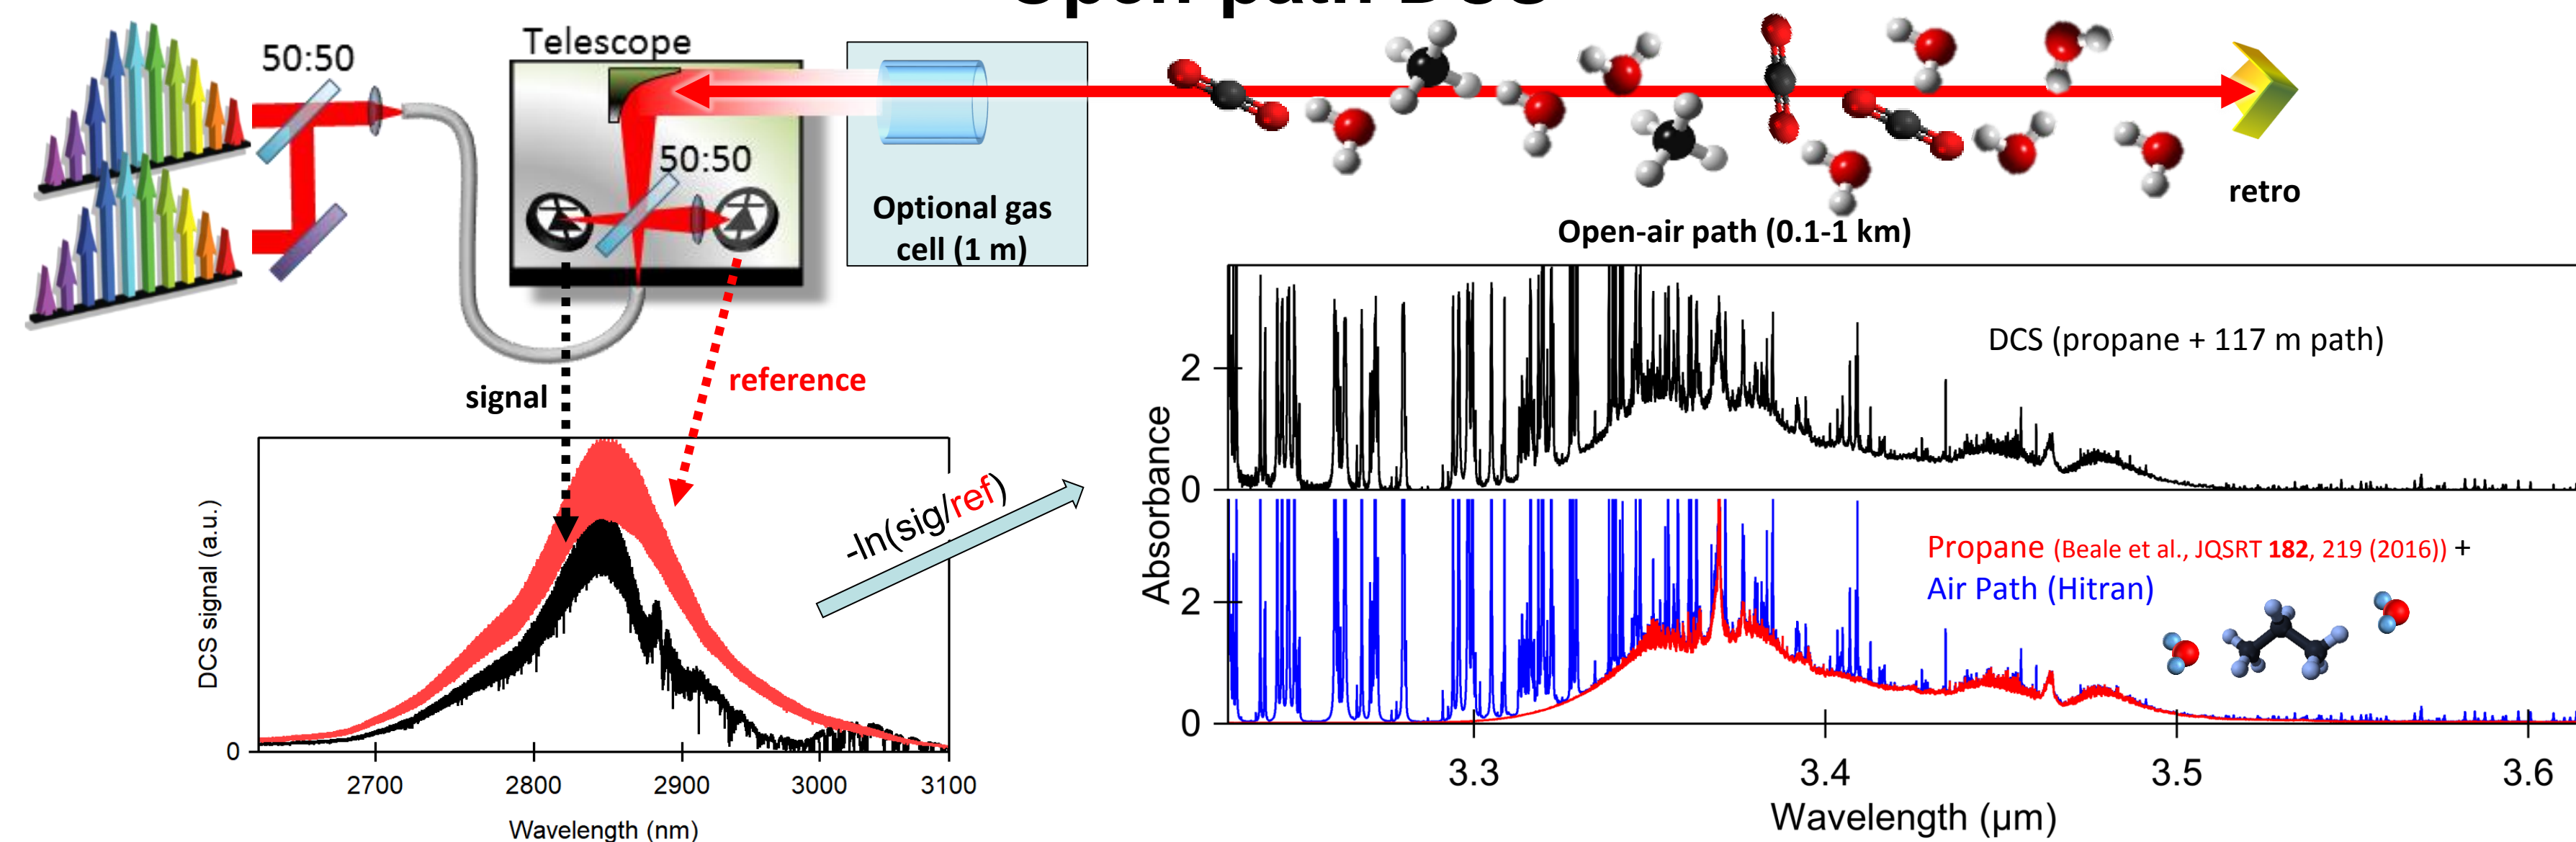 Open-path DCS
50:50
Telescope
50:50
Optional gas
cell (1 m)
retro
Open-air path (0.1-1 km)
signal
reference
DCS signal (a.u.)
0
2700
2800
2900
3000
3100
Wavelength (nm)
-ln(sig/ref)
Absorbance
2
0
2
0
DCS (propane + 117 m path)
Propane (Beale et al., JQSRT 182, 219 (2016)) +
Air Path (Hitran)
3.3
3.4
3.5
3.6
Wavelength (μm)